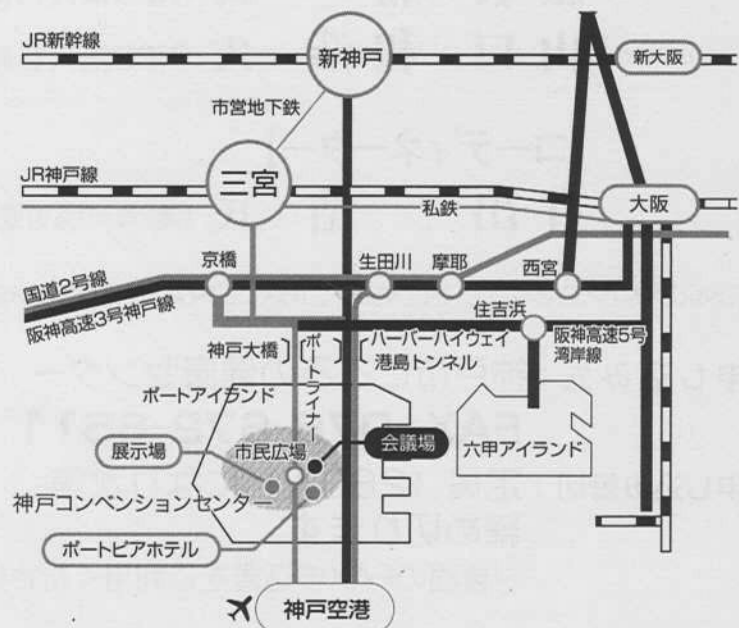 JR新幹線
新神戸
新大阪
市営地下鉄
三宮
JR神戸線
私鉄
大阪
京橋
生田川
摩耶
西宮
国道2号線
阪神高速3号神戸線
住吉浜
神戸大橋
ポートライナー
ハーバーハイウェイ
港島トンネル
阪神高速5号
湾岸線
ポートアイランド
展示場
市民広場
会議場
六甲アイランド
神戸コンベンションセンタ
ポートピアホテル
神戸空港